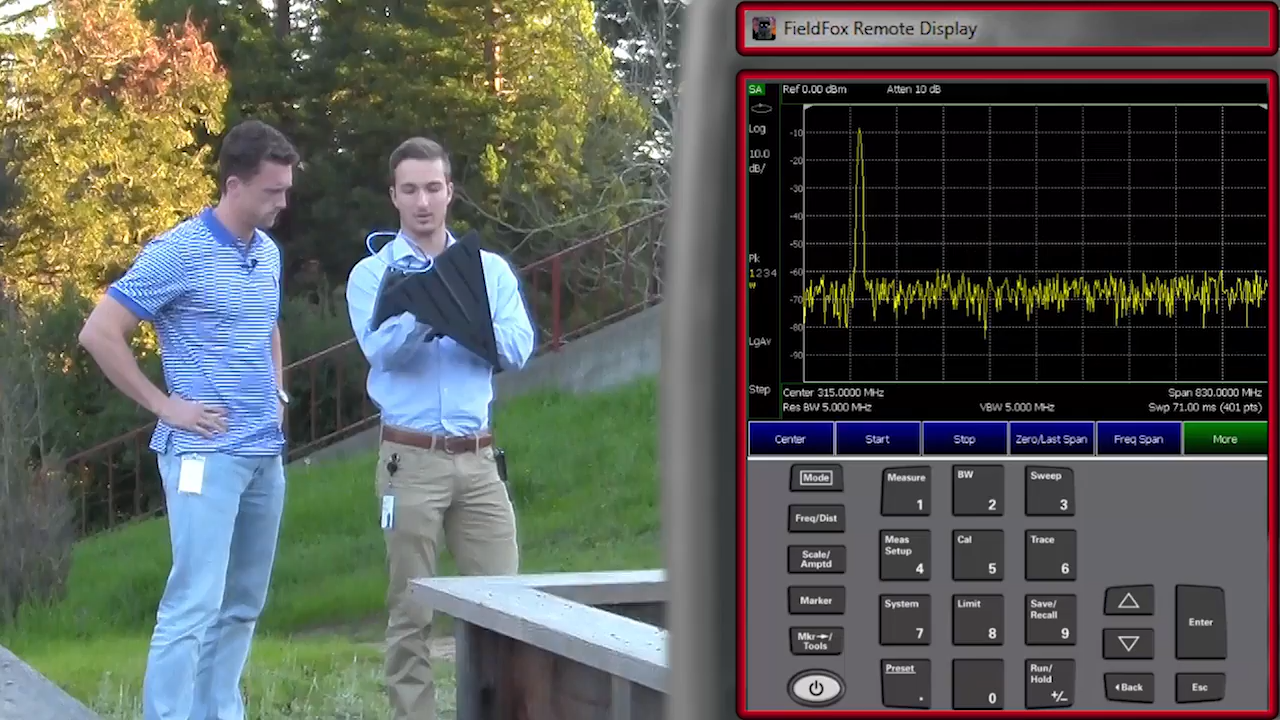 FieldFox Remote Display
SA Ref 0.00 dBm Atten 10 dB
Log
10.0
dB/
-10
-20
-30
-40
-50
-60
-70
-80
-90
Pk
1234
W
LgAv
Step
Center 315.0000 MHz Span 830.0000 MHz
Res BW 5.000 MHz VBW 5.000 MHz Swp 71.00 ms (401 pts)
Center Start Stop Zero/Last Span Freq Span More
Mode
Freq/Dist
Scale/
Amptd
Marker
Mkr→/
Tools
Measure
1
BW
2
Sweep
3
Meas
Setup
4
Cal
5
Trace
6
System
7
Limit
8
Save/
Recall
9
Preset
.
0
Run/
Hold
+/−
Enter
Back
Esc